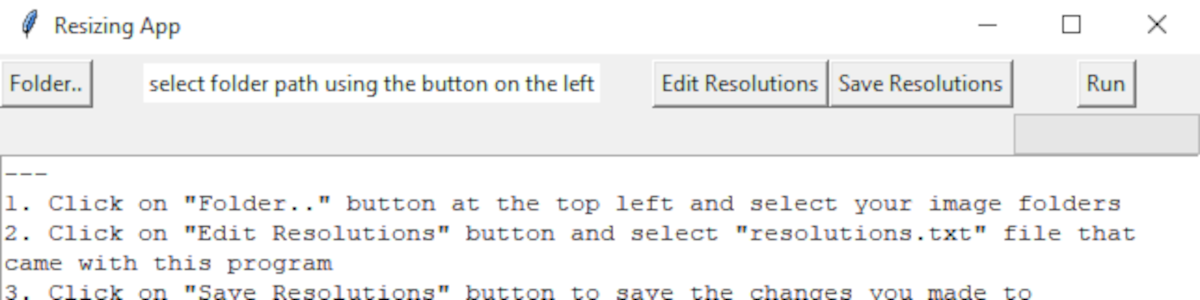 Resizing App
Folder.. select folder path using the button on the left Edit Resolutions Save Resolutions Run
---
1. Click on "Folder.." button at the top left and select your image folders
2. Click on "Edit Resolutions" button and select "resolutions.txt" file that
came with this program
3. Click on "Save Resolutions" button to save the changes you made to